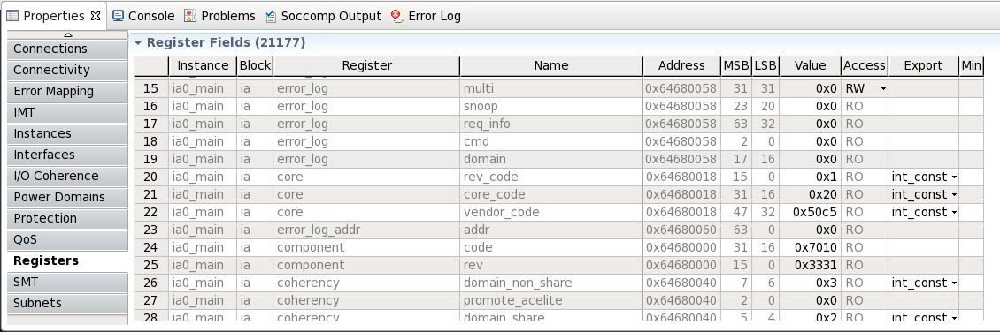 Properties Console Problems Soccomp Output Error Log
Connections
Connectivity
Error Mapping
IMT
Instances
Interfaces
I/O Coherence
Power Domains
Protection
QoS
Registers
SMT
Subnets
Register Fields (21177)
Instance Block Register Name Address MSB LSB Value Access Export Min
15 ia0_main ia error_log multi 0x64680058 31 31 0x0 RW
16 ia0_main ia error_log snoop 0x64680058 23 20 0x0 RO
17 ia0_main ia error_log req_info 0x64680058 63 32 0x0 RO
18 ia0_main ia error_log cmd 0x64680058 2 0 0x0 RO
19 ia0_main ia error_log domain 0x64680058 17 16 0x0 RO
20 ia0_main ia core rev_code 0x64680018 15 0 0x1 RO int_const
21 ia0_main ia core core_code 0x64680018 31 16 0x20 RO int_const
22 ia0_main ia core vendor_code 0x64680018 47 32 0x50c5 RO int_const
23 ia0_main ia error_log_addr addr 0x64680060 63 0 0x0 RO
24 ia0_main ia component code 0x64680000 31 16 0x7010 RO
25 ia0_main ia component rev 0x64680000 15 0 0x3331 RO
26 ia0_main ia coherency domain_non_share 0x64680040 7 6 0x3 RO int_const
27 ia0_main ia coherency promote_acelite 0x64680040 2 0 0x0 RO
28 ia0_main ia coherency domain_share 0x64680040 5 4 0x2 RO int_const